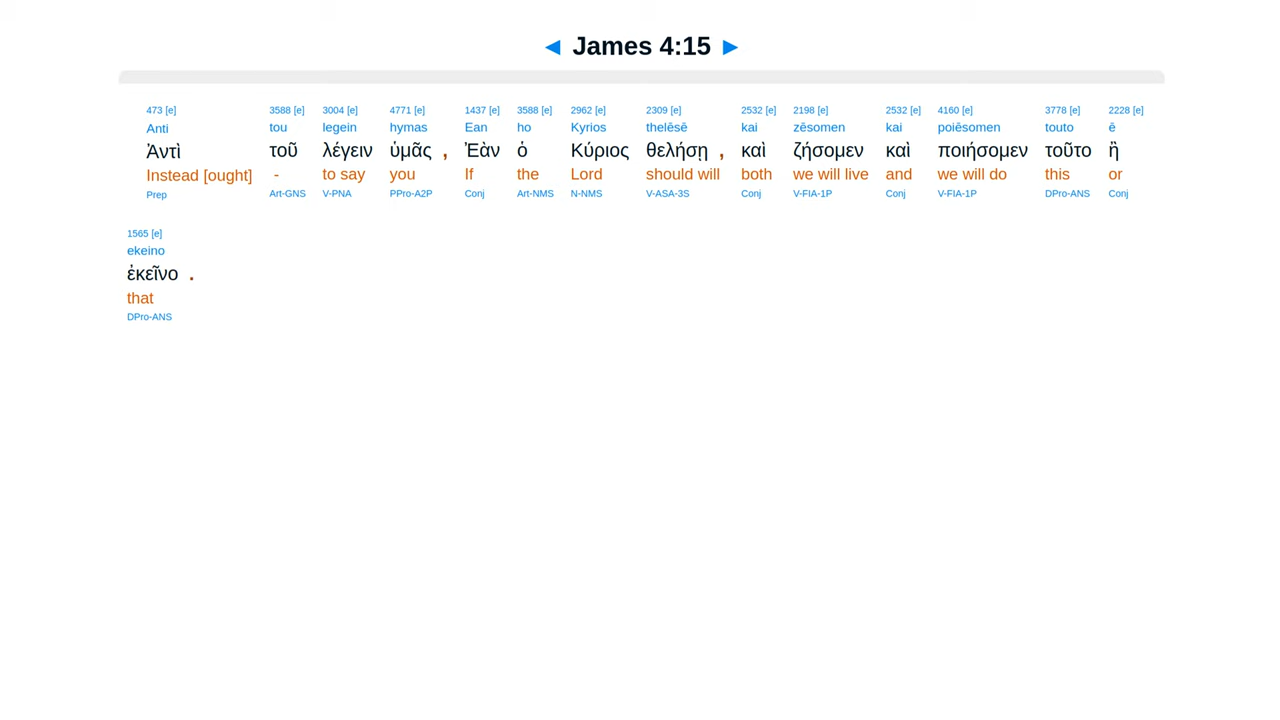 ◄ James 4:15 ►
473 [e] 3588 [e] 3004 [e] 4771 [e] 1437 [e] 3588 [e] 2962 [e] 2309 [e] 2532 [e] 2198 [e] 2532 [e] 4160 [e] 3778 [e] 2228 [e]
Anti tou legein hymas Ean ho Kyrios thelēsē kai zēsomen kai poiēsomen touto ē
Ἀντὶ τοῦ λέγειν ὑμᾶς , Ἐὰν ὁ Κύριος θελήσῃ , καὶ ζήσομεν καὶ ποιήσομεν τοῦτο ἢ
Instead [ought] - to say you If the Lord should will both we will live and we will do this or
Prep Art-GNS V-PNA PPro-A2P Conj Art-NMS N-NMS V-ASA-3S Conj V-FIA-1P Conj V-FIA-1P DPro-ANS Conj
1565 [e]
ekeino
ἐκεῖνο .
that
DPro-ANS